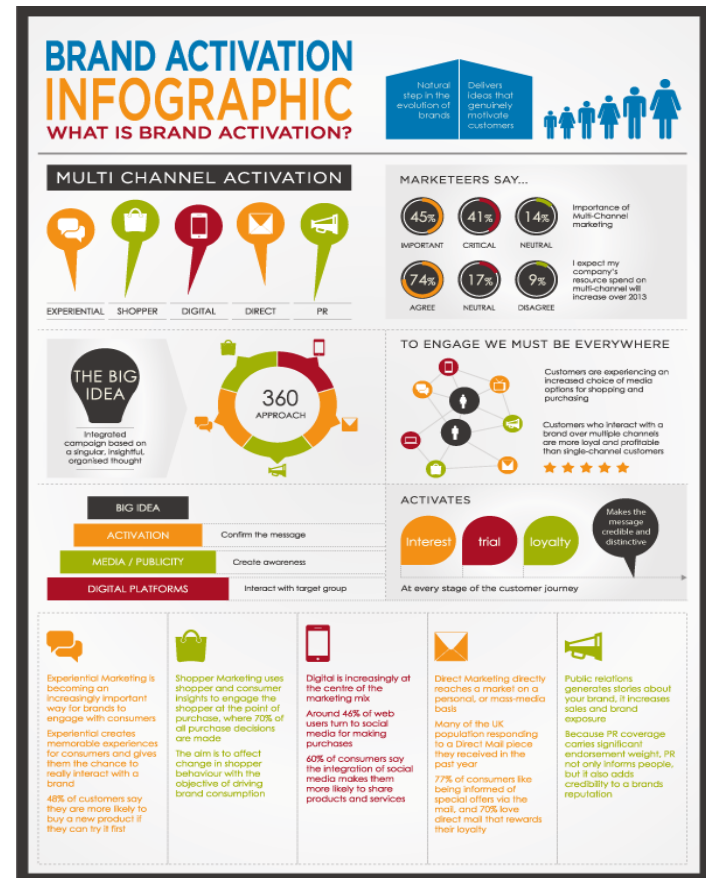 BRAND ACTIVATION
INFOGRAPHIC
WHAT IS BRAND ACTIVATION?
Natural
step in the
evolution of
brands
Delivers
ideas that
genuinely
motivate
customers
MULTI CHANNEL ACTIVATION
EXPERIENTIAL
SHOPPER
DIGITAL
DIRECT
PR
MARKETEERS SAY...
45%
41%
14%
IMPORTANT
CRITICAL
NEUTRAL
Importance of
Multi-Channel
marketing
74%
17%
9%
AGREE
NEUTRAL
DISAGREE
I expect my
company's
resource spend on
multi-channel will
increase over 2013
THE BIG
IDEA
Integrated
campaign based on
a singular, insightful,
organised thought
360
APPROACH
TO ENGAGE WE MUST BE EVERYWHERE
Customers are experiencing an
increased choice of media
options for shopping and
purchasing
Customers who interact with a
brand over multiple channels
are more loyal and profitable
than single-channel customers
BIG IDEA
ACTIVATION
Confirm the message
MEDIA / PUBLICITY
Create awareness
DIGITAL PLATFORMS
Interact with target group
ACTIVATES
interest
trial
loyalty
Makes the
message
credible and
distinctive
At every stage of the customer journey
Experiential Marketing is
becoming an
increasingly important
way for brands to
engage with consumers
Experiential creates
memorable experiences
for consumers and gives
them the chance to
really interact with a
brand
48% of customers say
they are more likely to
buy a new product if
they can try it first
Shopper Marketing uses
shopper and consumer
insights to engage the
shopper at the point of
purchase, where 70% of
all purchase decisions
are made
The aim is to affect
change in shopper
behaviour with the
objective of driving
brand consumption
Digital is increasingly at
the centre of the
marketing mix
Around 46% of web
users turn to social
media for making
purchases
60% of consumers say
the integration of social
media makes them
more likely to share
products and services
Direct Marketing directly
reaches a market on a
personal, or mass-media
basis
Many of the UK
population responding
to a Direct Mail piece
they received in the
past year
77% of consumers like
being informed of
special offers via the
mail, and 70% love
direct mail that rewards
their loyalty
Public relations
generates stories about
your brand, it increases
sales and brand
exposure
Because PR coverage
carries significant
endorsement weight, PR
not only informs people,
but it also adds
credibility to a brands
reputation